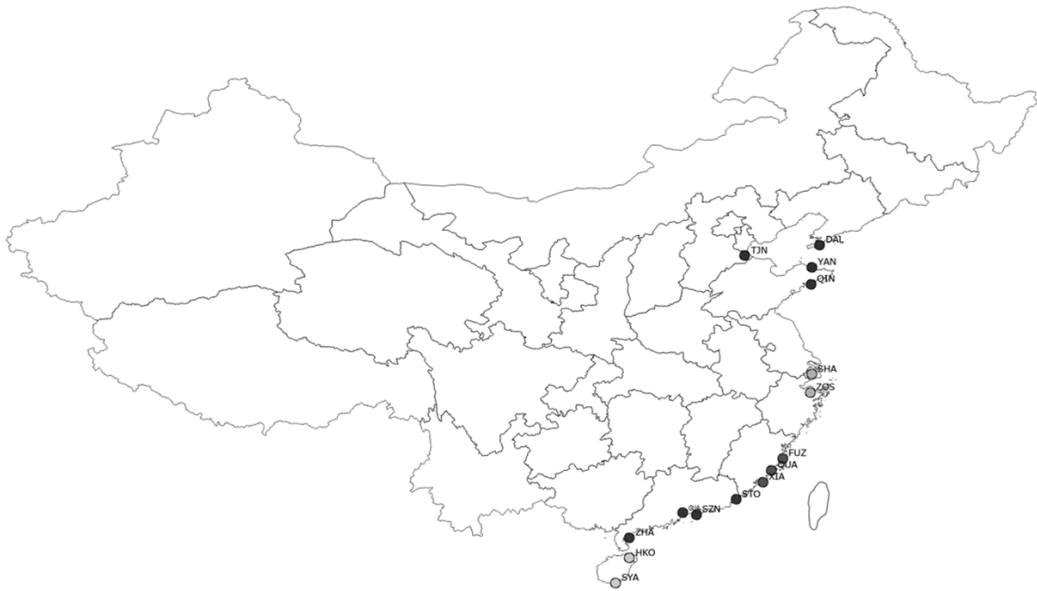 DAL
TJN
YAN
QIN
SHA
ZOS
FUZ
QUA
XIA
STO
SZN
ZHA
HKO
SYA